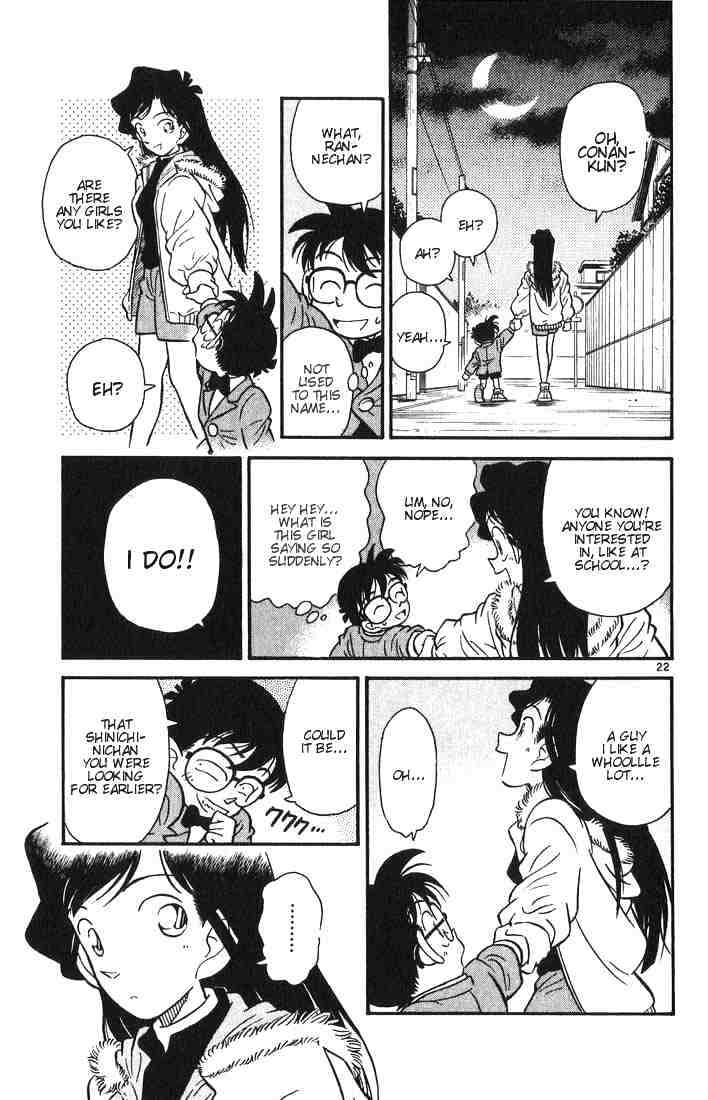 OH,
CONAN-
KUN?
EH?
AH?
YEAH...
WHAT,
RAN-
NECHAN?
NOT
USED
TO THIS
NAME...
ARE
THERE
ANY GIRLS
YOU LIKE?
EH?
YOU KNOW!
ANYONE YOU'RE
INTERESTED
IN, LIKE AT
SCHOOL...?
UM, NO,
NOPE...
HEY HEY...
WHAT IS
THIS GIRL
SAYING SO
SUDDENLY?
I DO!!
22
A GUY
I LIKE A
WHOOLLLE
LOT...
OH...
COULD
IT BE...
THAT
SHINICHI-
NICHAN
YOU WERE
LOOKING
FOR EARLIER?
ククク...
........